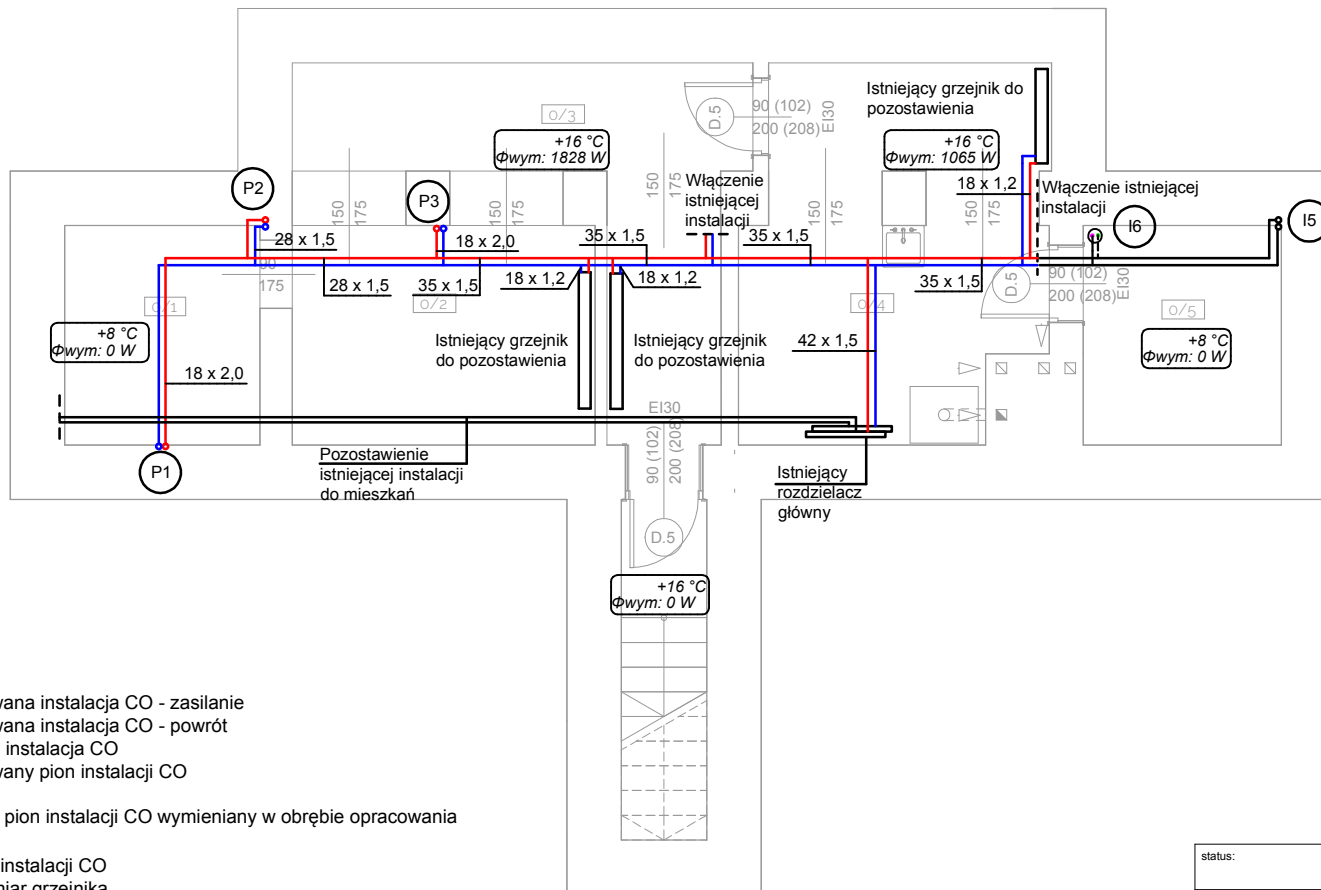 Istniejący grzejnik do
pozostawienia
0/3
D.5
90 (102)
200 (208)
EI30
+16 °C
Φwym: 1828 W
+16 °C
Φwym: 1065 W
P2
P3
150
175
150
175
150
175
150
175
150
175
Włączenie
istniejącej
instalacji
18 x 1,2
Włączenie istniejącej
instalacji
I6
I5
28 x 1,5
18 x 2,0
35 x 1,5
35 x 1,5
90
175
28 x 1,5
35 x 1,5
18 x 1,2
18 x 1,2
35 x 1,5
D.5
90 (102)
200 (208)
EI30
0/1
0/2
0/4
0/5
+8 °C
Φwym: 0 W
Istniejący grzejnik
do pozostawienia
Istniejący grzejnik
do pozostawienia
42 x 1,5
+8 °C
Φwym: 0 W
18 x 2,0
EI30
90 (102)
200 (208)
P1
Pozostawienie
istniejącej instalacji
do mieszkań
Istniejący
rozdzielacz
główny
D.5
+16 °C
Φwym: 0 W
wana instalacja CO - zasilanie
wana instalacja CO - powrót
instalacja CO
wany pion instalacji CO
pion instalacji CO wymieniany w obrębie opracowania
instalacji CO
miar grzejnika
status: